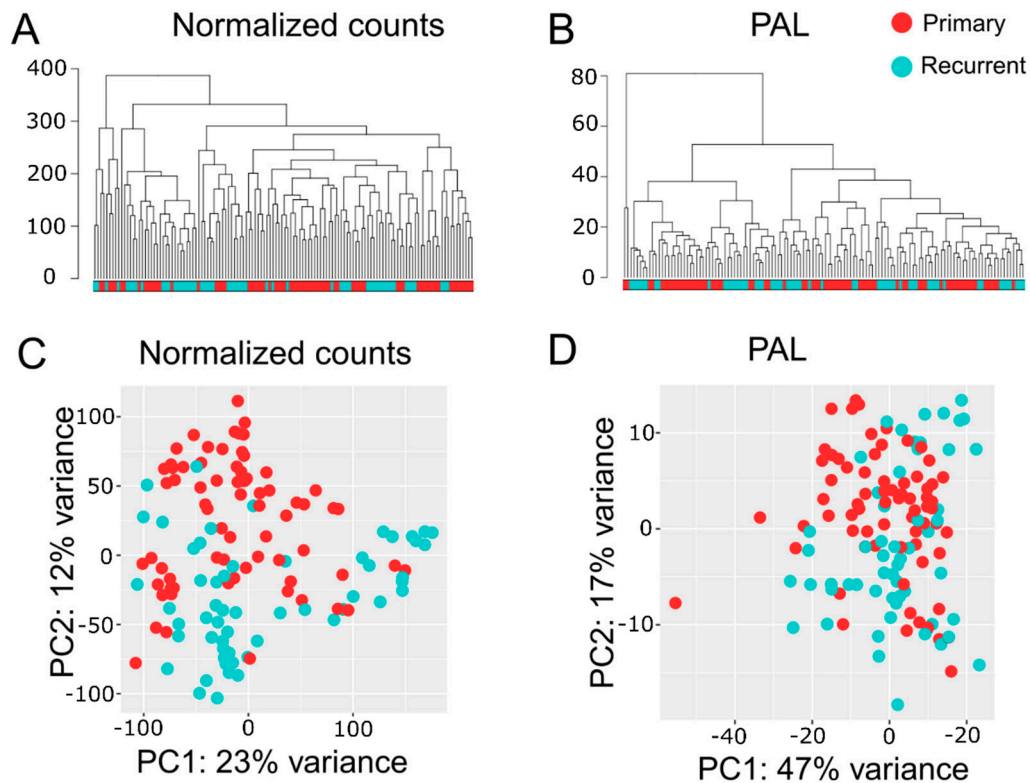 A
Normalized counts
B
PAL
Primary
Recurrent
400
300
200
100
0
80
60
40
20
0
C
Normalized counts
D
PAL
PC2: 12% variance
100
50
0
-50
-100
-100
0
100
PC1: 23% variance
PC2: 17% variance
10
0
-10
-40
-20
0
-20
PC1: 47% variance